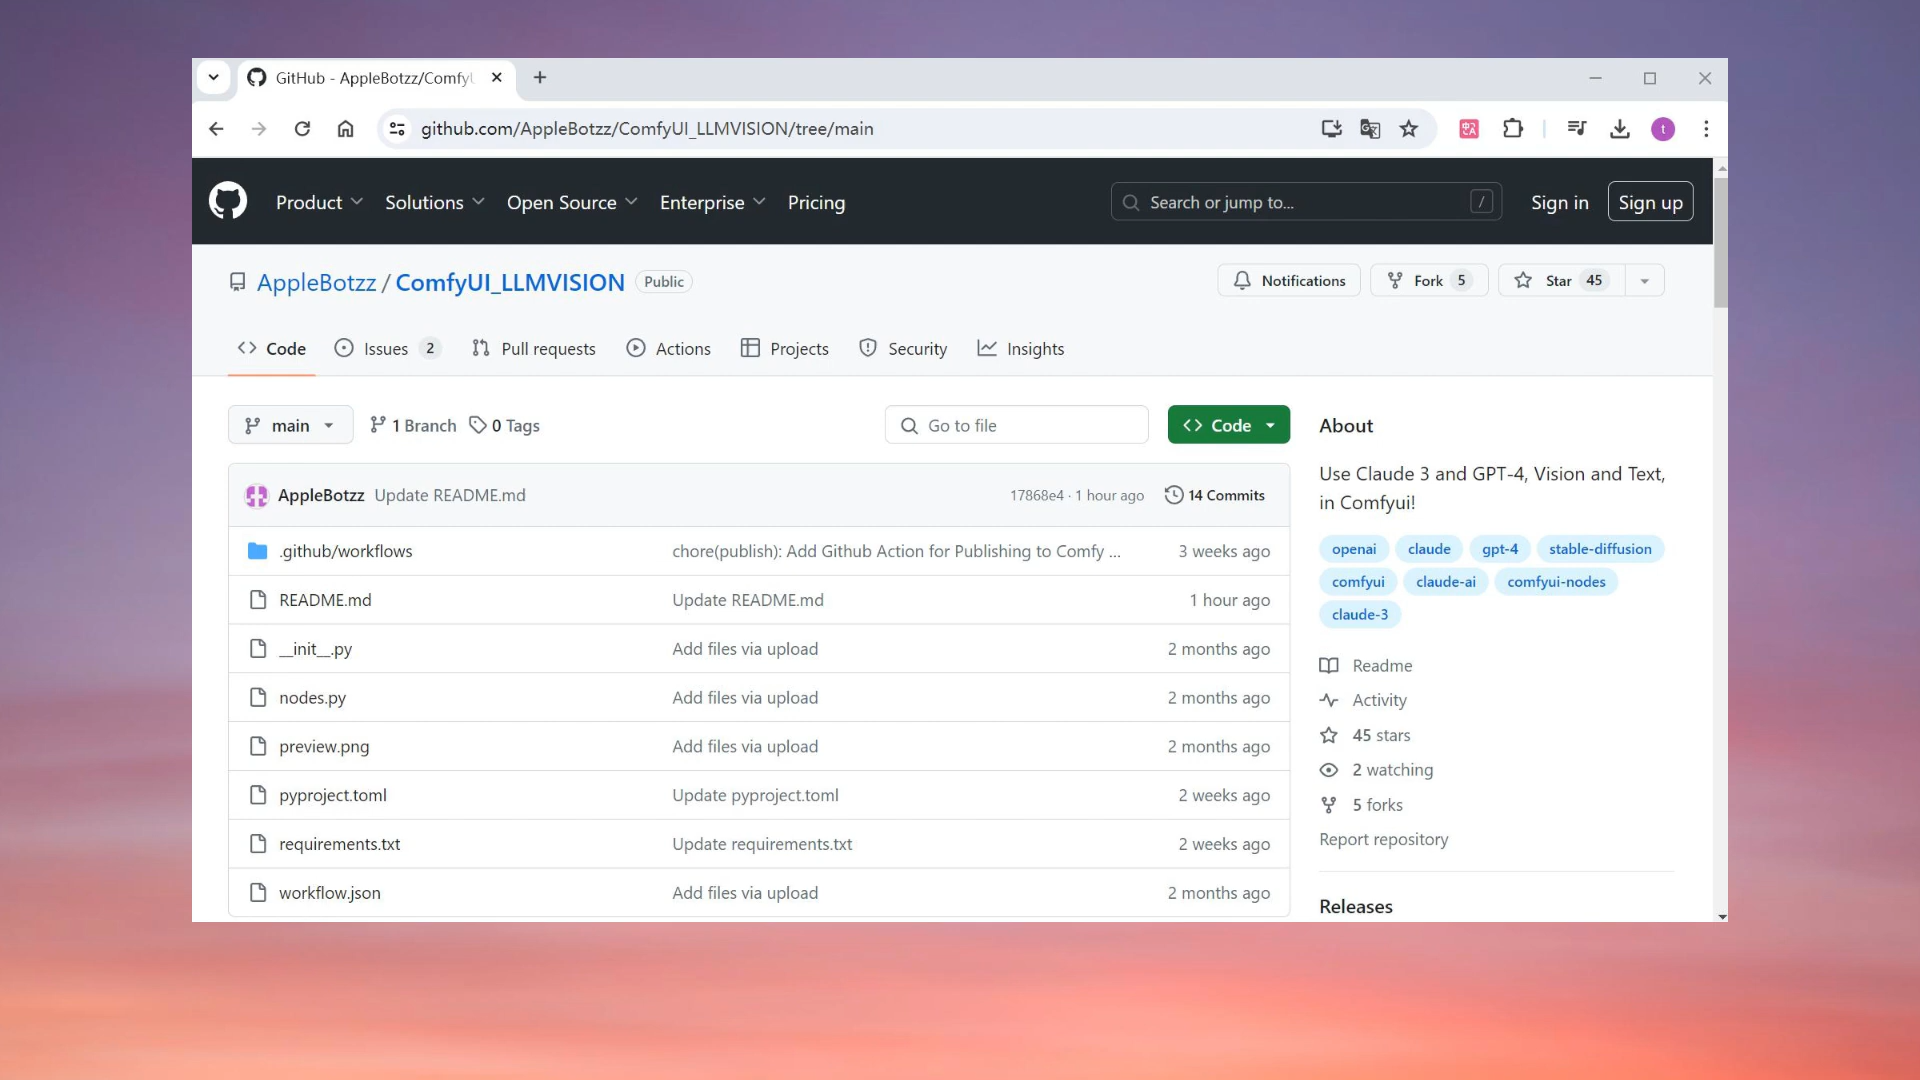 GitHub - AppleBotzz/Comfy
github.com/AppleBotzz/ComfyUI_LLMVISION/tree/main
t
Product Solutions Open Source Enterprise Pricing Search or jump to... / Sign in Sign up
AppleBotzz / ComfyUI_LLMVISION Public Notifications Fork 5 Star 45
Code Issues 2 Pull requests Actions Projects Security Insights
main 1 Branch 0 Tags Go to file Code
AppleBotzz Update README.md 17868e4 · 1 hour ago 14 Commits
.github/workflows chore(publish): Add Github Action for Publishing to Comfy ... 3 weeks ago
README.md Update README.md 1 hour ago
__init__.py Add files via upload 2 months ago
nodes.py Add files via upload 2 months ago
preview.png Add files via upload 2 months ago
pyproject.toml Update pyproject.toml 2 weeks ago
requirements.txt Update requirements.txt 2 weeks ago
workflow.json Add files via upload 2 months ago
About
Use Claude 3 and GPT-4, Vision and Text,
in Comfyui!
openai claude gpt-4 stable-diffusion
comfyui claude-ai comfyui-nodes
claude-3
Readme
Activity
45 stars
2 watching
5 forks
Report repository
Releases